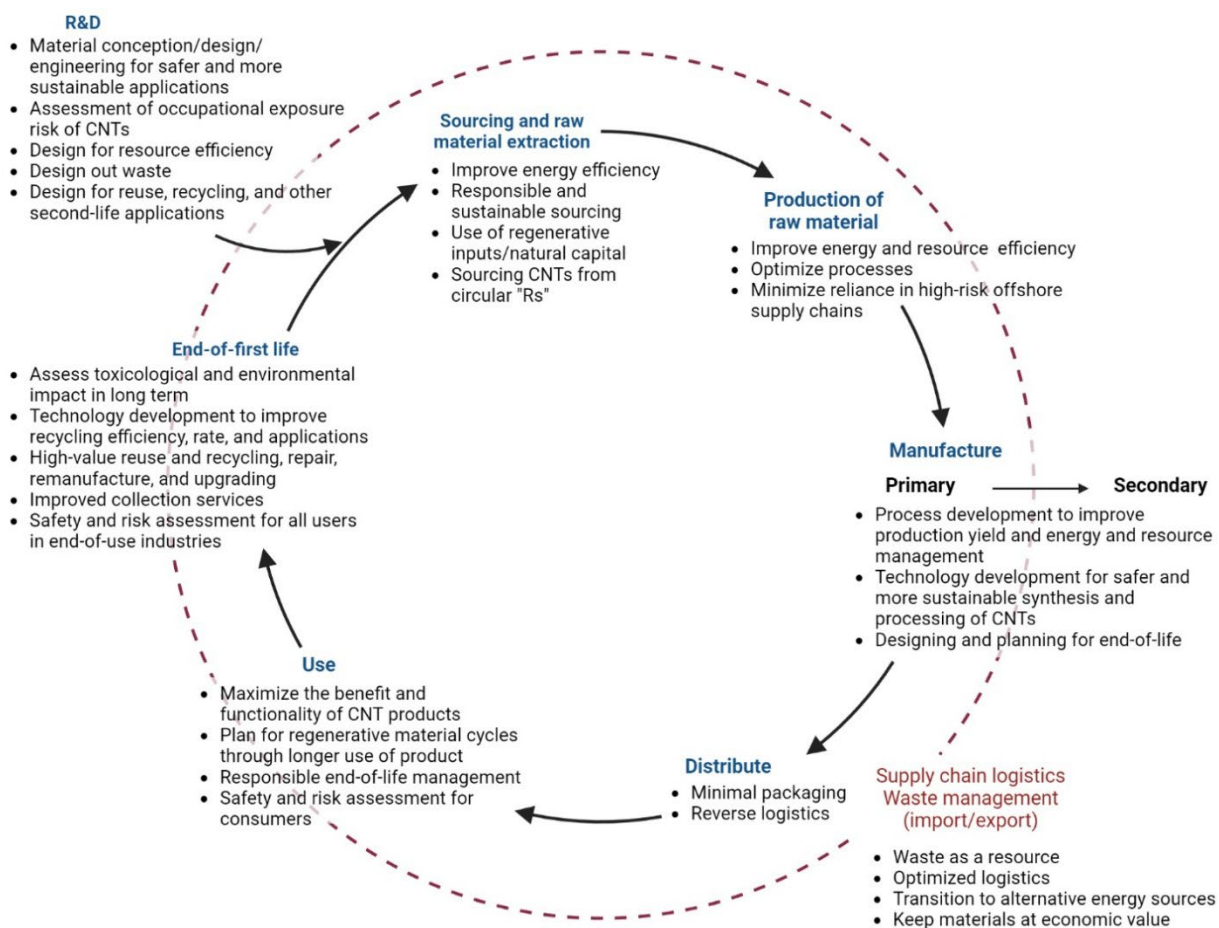 R&D
• Material conception/design/
engineering for safer and more
sustainable applications
• Assessment of occupational exposure
risk of CNTs
• Design for resource efficiency
• Design out waste
• Design for reuse, recycling, and other
second-life applications
Sourcing and raw
material extraction
• Improve energy efficiency
• Responsible and
sustainable sourcing
• Use of regenerative
inputs/natural capital
• Sourcing CNTs from
circular "Rs"
Production of
raw material
• Improve energy and resource efficiency
• Optimize processes
• Minimize reliance in high-risk offshore
supply chains
Manufacture
Primary
Secondary
• Process development to improve
production yield and energy and resource
management
• Technology development for safer and
more sustainable synthesis and
processing of CNTs
• Designing and planning for end-of-life
Supply chain logistics
Waste management
(import/export)
• Waste as a resource
• Optimized logistics
• Transition to alternative energy sources
• Keep materials at economic value
Distribute
• Minimal packaging
• Reverse logistics
Use
• Maximize the benefit and
functionality of CNT products
• Plan for regenerative material cycles
through longer use of product
• Responsible end-of-life management
• Safety and risk assessment for
consumers
End-of-first life
• Assess toxicological and environmental
impact in long term
• Technology development to improve
recycling efficiency, rate, and applications
• High-value reuse and recycling, repair,
remanufacture, and upgrading
• Improved collection services
• Safety and risk assessment for all users
in end-of-use industries